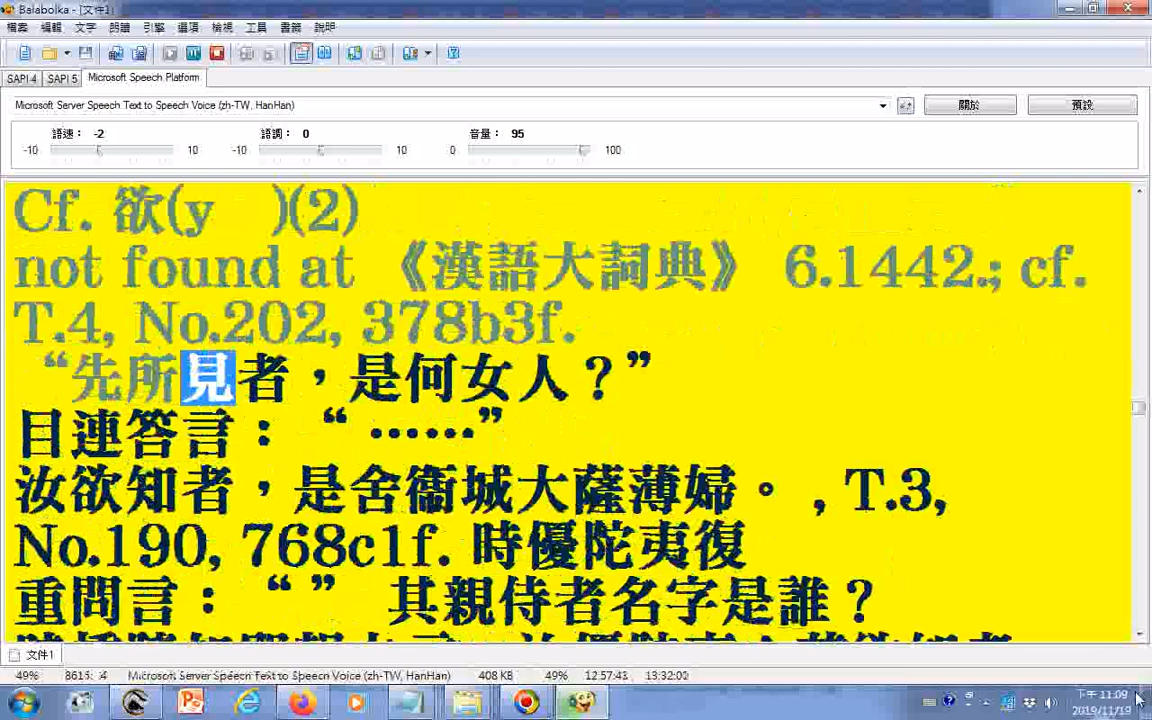 Balabolka - [文件1]
檔案 編輯 文字 朗讀 引擎 選項 檢視 工具 書籤 說明
SAPI 4 SAPI 5 Microsoft Speech Platform
Microsoft Server Speech Text to Speech Voice (zh-TW, HanHan) 關於 預設
語速: -2 語調: 0 音量: 95
-10 10 -10 10 0 100
Cf. 欲(y )(2)
not found at 《漢語大詞典》 6.1442.; cf.
T.4, No.202, 378b3f.
“先所見者，是何女人？”
目連答言： “ ……”
汝欲知者，是舍衞城大薩薄婦。 , T.3,
No.190, 768c1f. 時優陀夷復
重問言： “ ” 其親侍者名字是誰？
文件1
49% Microsoft Server Speech Text to Speech Voice (zh-TW, HanHan) 408 KB 49% 12:57:43 13:32:00
下午 11:09
2019/11/19